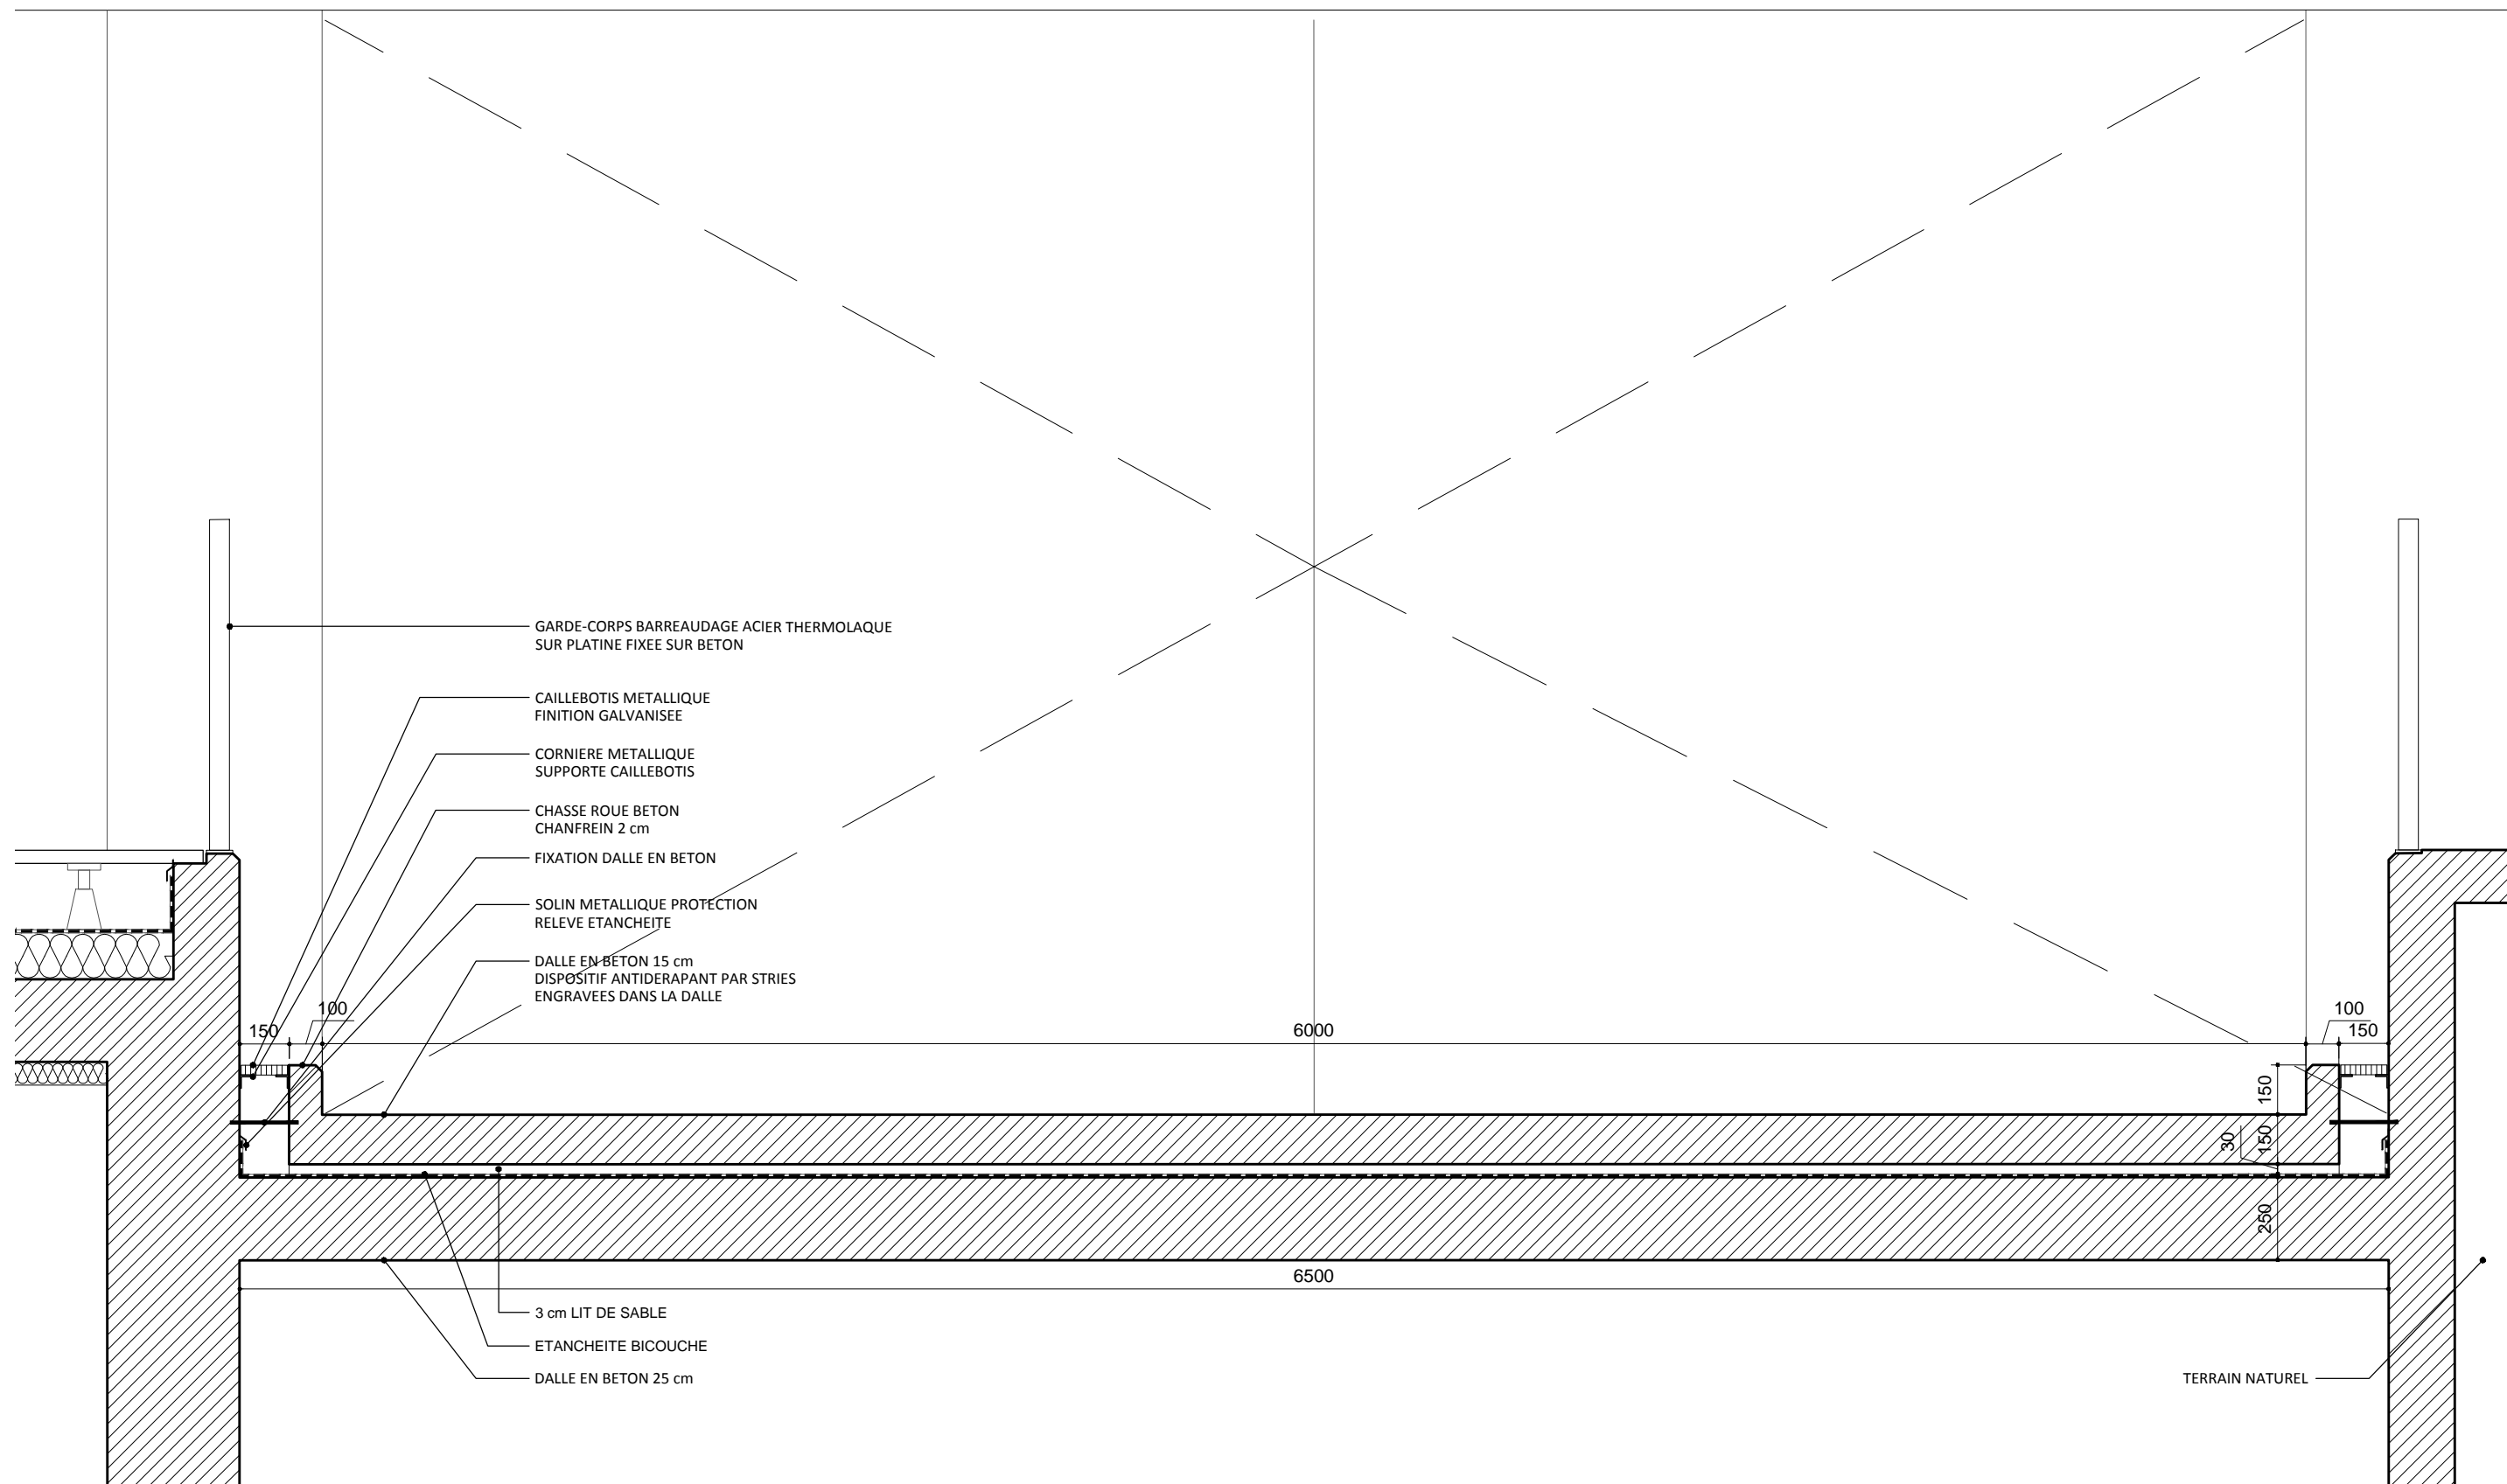 GARDE-CORPS BARREAUDAGE ACIER THERMOLAQUE
SUR PLATINE FIXEE SUR BETON
CAILLEBOTIS METALLIQUE
FINITION GALVANISEE
CORNIERE METALLIQUE
SUPPORTE CAILLEBOTIS
CHASSE ROUE BETON
CHANFREIN 2 cm
FIXATION DALLE EN BETON
SOLIN METALLIQUE PROTECTION
RELEVE ETANCHEITE
DALLE EN BETON 15 cm
DISPOSITIF ANTIDERAPANT PAR STRIES
ENGRAVEES DANS LA DALLE
100
150
6000
100
150
150
150
30
250
6500
3 cm LIT DE SABLE
ETANCHEITE BICOUCHE
DALLE EN BETON 25 cm
TERRAIN NATUREL